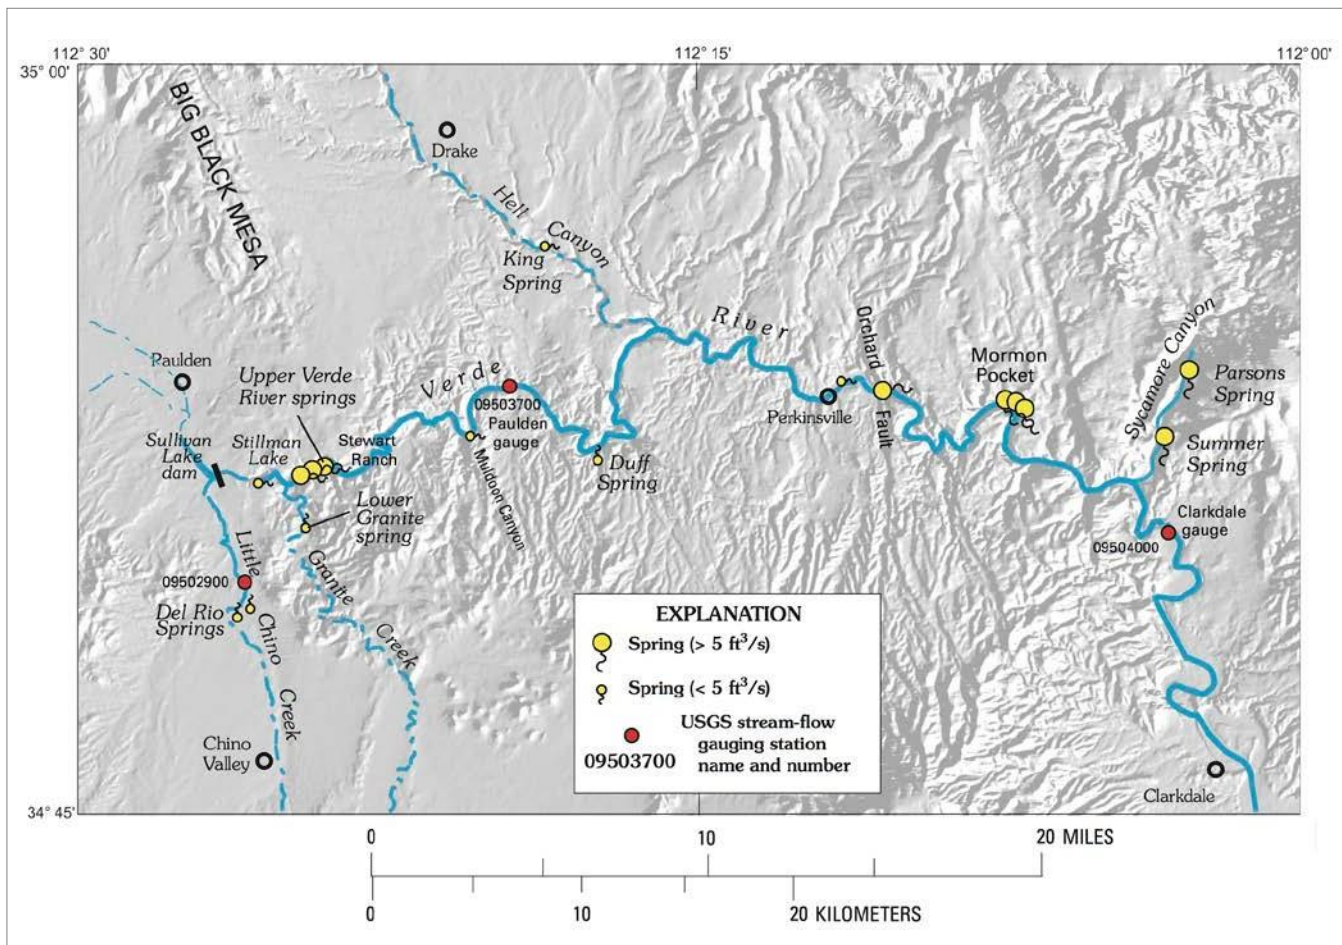 112° 30'
112° 15'
112° 00'
35° 00'
BIG BLACK MESA
Drake
Hell Canyon
King
Spring
Verde River
Orchard Fault
Mormon
Pocket
Sycamore Canyon
Parsons
Spring
Summer
Spring
Paulden
Upper Verde
River springs
09503700
Paulden
gauge
Perkinsville
Sullivan
Lake
dam
Stillman
Lake
Stewart
Ranch
Muldoon Canyon
Duff
Spring
Lower
Granite
spring
Clarkdale
gauge
09504000
Little Chino Creek
Granite Creek
09502900
Del Rio
Springs
Chino
Valley
Clarkdale
34° 45'
EXPLANATION
Spring (> 5 ft³/s)
Spring (< 5 ft³/s)
USGS stream-flow
gauging station
name and number
09503700
0 10 20 MILES
0 10 20 KILOMETERS